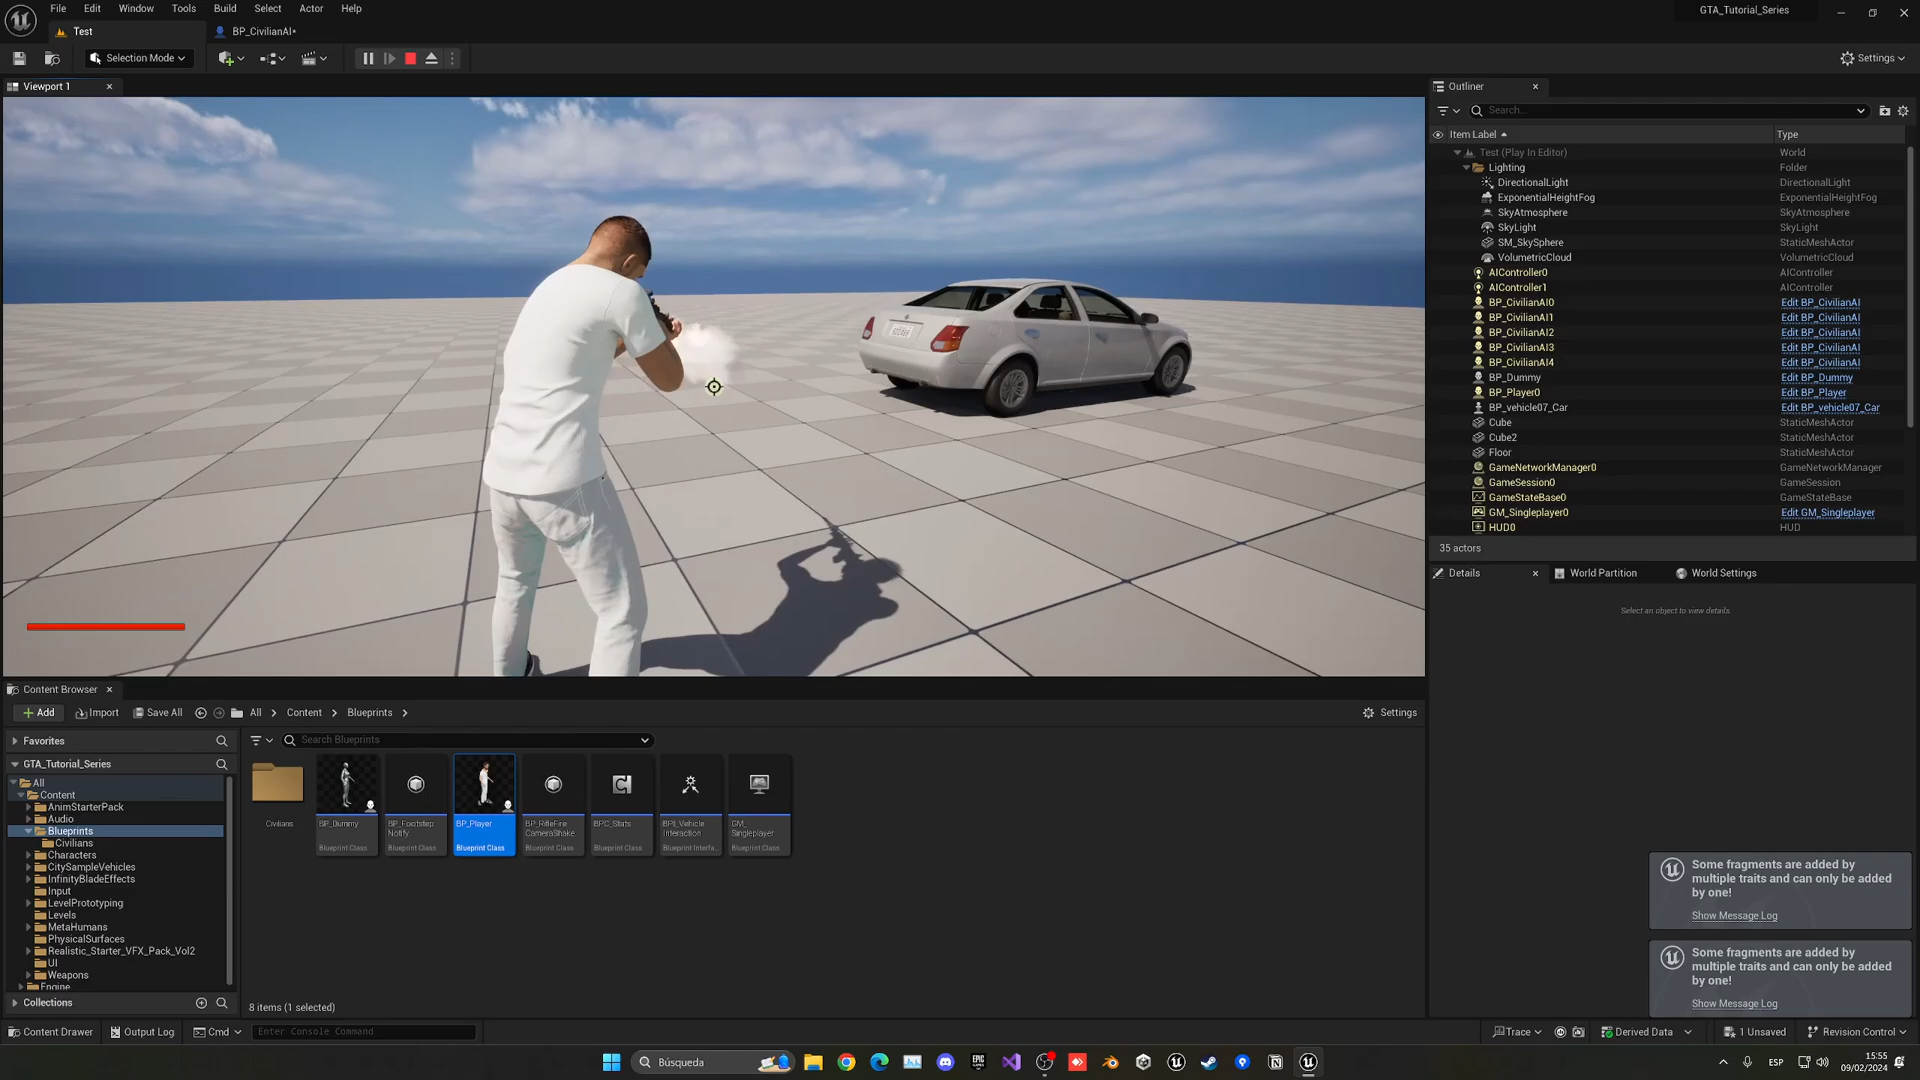 File Edit Window Tools Build Select Actor Help
GTA_Tutorial_Series
Test
BP_CivilianAI*
Selection Mode
Settings
Viewport 1
Outliner
Search...
Item Label
Type
Test (Play In Editor) World
Lighting Folder
DirectionalLight DirectionalLight
ExponentialHeightFog ExponentialHeightFog
SkyAtmosphere SkyAtmosphere
SkyLight SkyLight
SM_SkySphere StaticMeshActor
VolumetricCloud VolumetricCloud
AIController0 AIController
AIController1 AIController
BP_CivilianAI0 Edit BP_CivilianAI
BP_CivilianAI1 Edit BP_CivilianAI
BP_CivilianAI2 Edit BP_CivilianAI
BP_CivilianAI3 Edit BP_CivilianAI
BP_CivilianAI4 Edit BP_CivilianAI
BP_Dummy Edit BP_Dummy
BP_Player0 Edit BP_Player
BP_vehicle07_Car Edit BP_vehicle07_Car
Cube StaticMeshActor
Cube2 StaticMeshActor
Floor StaticMeshActor
GameNetworkManager0 GameNetworkManager
GameSession0 GameSession
GameStateBase0 GameStateBase
GM_Singleplayer0 Edit GM_Singleplayer
HUD0 HUD
35 actors
Details
World Partition
World Settings
Select an object to view details.
Content Browser
Add
Import
Save All
All
Content
Blueprints
Settings
Favorites
Search Blueprints
GTA_Tutorial_Series
All
Content
AnimStarterPack
Audio
Blueprints
Civilians
Characters
CitySampleVehicles
InfinityBladeEffects
Input
LevelPrototyping
Levels
MetaHumans
PhysicalSurfaces
Realistic_Starter_VFX_Pack_Vol2
UI
Weapons
Engine
Collections
Civilians
BP_Dummy
Blueprint Class
BP_Footstep
Notify
Blueprint Class
BP_Player
Blueprint Class
BP_RifleFire
CameraShake
Blueprint Class
BPC_Stats
Blueprint Class
BPI_Vehicle
Interaction
Blueprint Interfa...
GM_
Singleplayer
Blueprint Class
8 items (1 selected)
Some fragments are added by
multiple traits and can only be added
by one!
Show Message Log
Some fragments are added by
multiple traits and can only be added
by one!
Show Message Log
Content Drawer
Output Log
Cmd
Enter Console Command
Trace
Derived Data
1 Unsaved
Revision Control
Búsqueda
EPIC
GAMES
ESP
15:55
09/02/2024